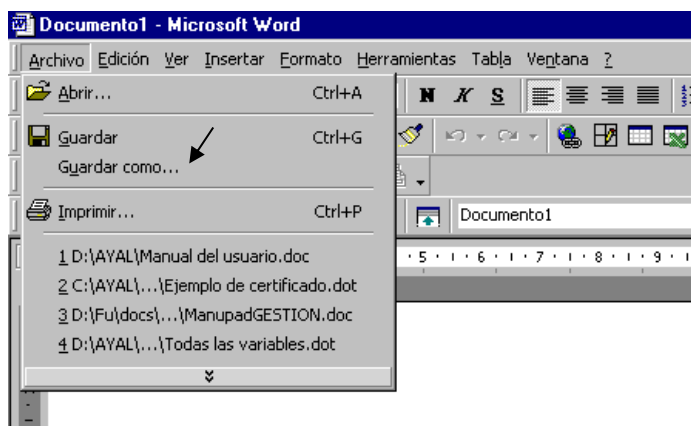 Documento1 - Microsoft Word
Archivo Edición Ver Insertar Formato Herramientas Tabla Ventana ?
Abrir... Ctrl+A N K S
Guardar Ctrl+G
Guardar como...
Imprimir... Ctrl+P Documento1
1 D:\AYAL\Manual del usuario.doc · 5 · ı · 6 · ı · 7 · ı · 8 · ı · 9 · ı
2 C:\AYAL\...\Ejemplo de certificado.dot
3 D:\Fu\docs\...\ManupadGESTION.doc
4 D:\AYAL\...\Todas las variables.dot